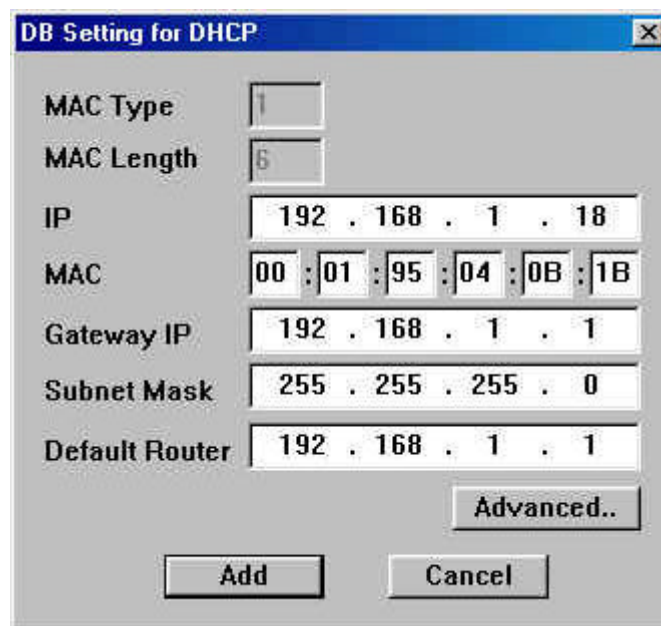 DB Setting for DHCP
MAC Type 1
MAC Length 6
IP 192 . 168 . 1 . 18
MAC 00 : 01 : 95 : 04 : 0B : 1B
Gateway IP 192 . 168 . 1 . 1
Subnet Mask 255 . 255 . 255 . 0
Default Router 192 . 168 . 1 . 1
Advanced..
Add Cancel